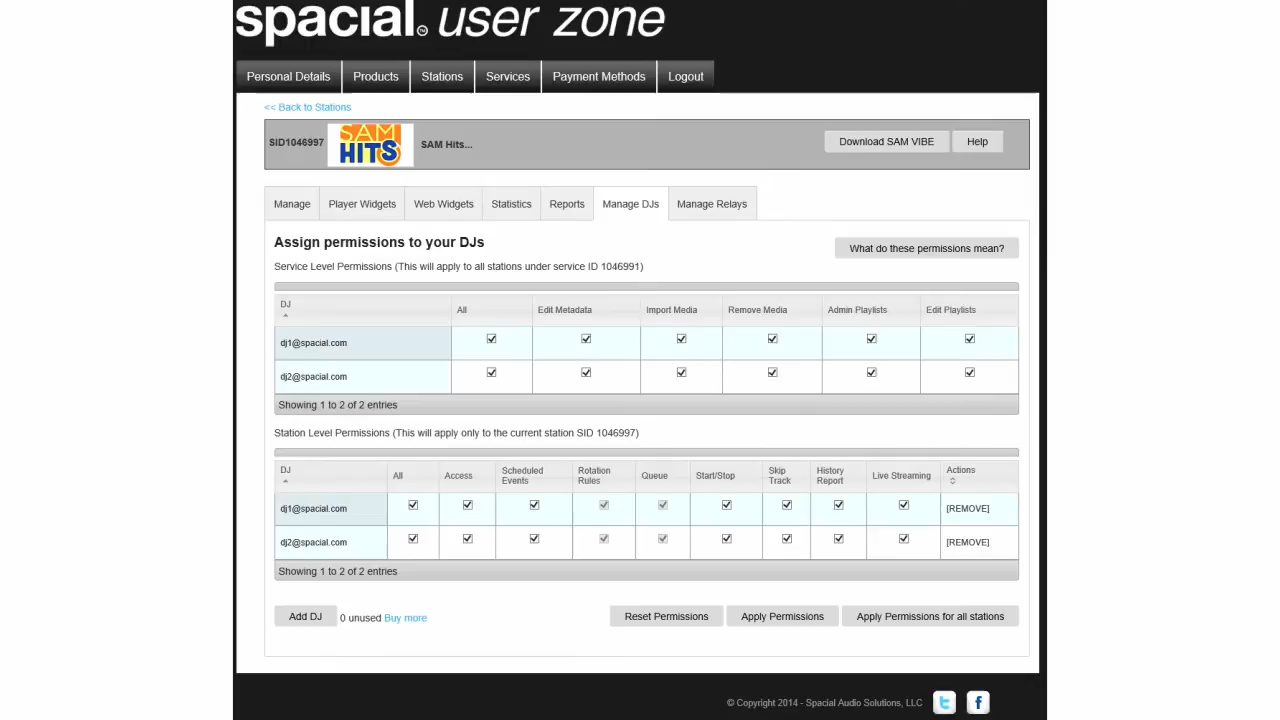 spacial™ user zone
Personal Details Products Stations Services Payment Methods Logout
<< Back to Stations
SID1046997 SAM HITS SAM Hits... Download SAM VIBE Help
Manage Player Widgets Web Widgets Statistics Reports Manage DJs Manage Relays
Assign permissions to your DJs
What do these permissions mean?
Service Level Permissions (This will apply to all stations under service ID 1046991)
DJ All Edit Metadata Import Media Remove Media Admin Playlists Edit Playlists
dj1@spacial.com
dj2@spacial.com
Showing 1 to 2 of 2 entries
Station Level Permissions (This will apply only to the current station SID 1046997)
DJ All Access Scheduled Events Rotation Rules Queue Start/Stop Skip Track History Report Live Streaming Actions
dj1@spacial.com [REMOVE]
dj2@spacial.com [REMOVE]
Showing 1 to 2 of 2 entries
Add DJ 0 unused Buy more Reset Permissions Apply Permissions Apply Permissions for all stations
© Copyright 2014 - Spacial Audio Solutions, LLC